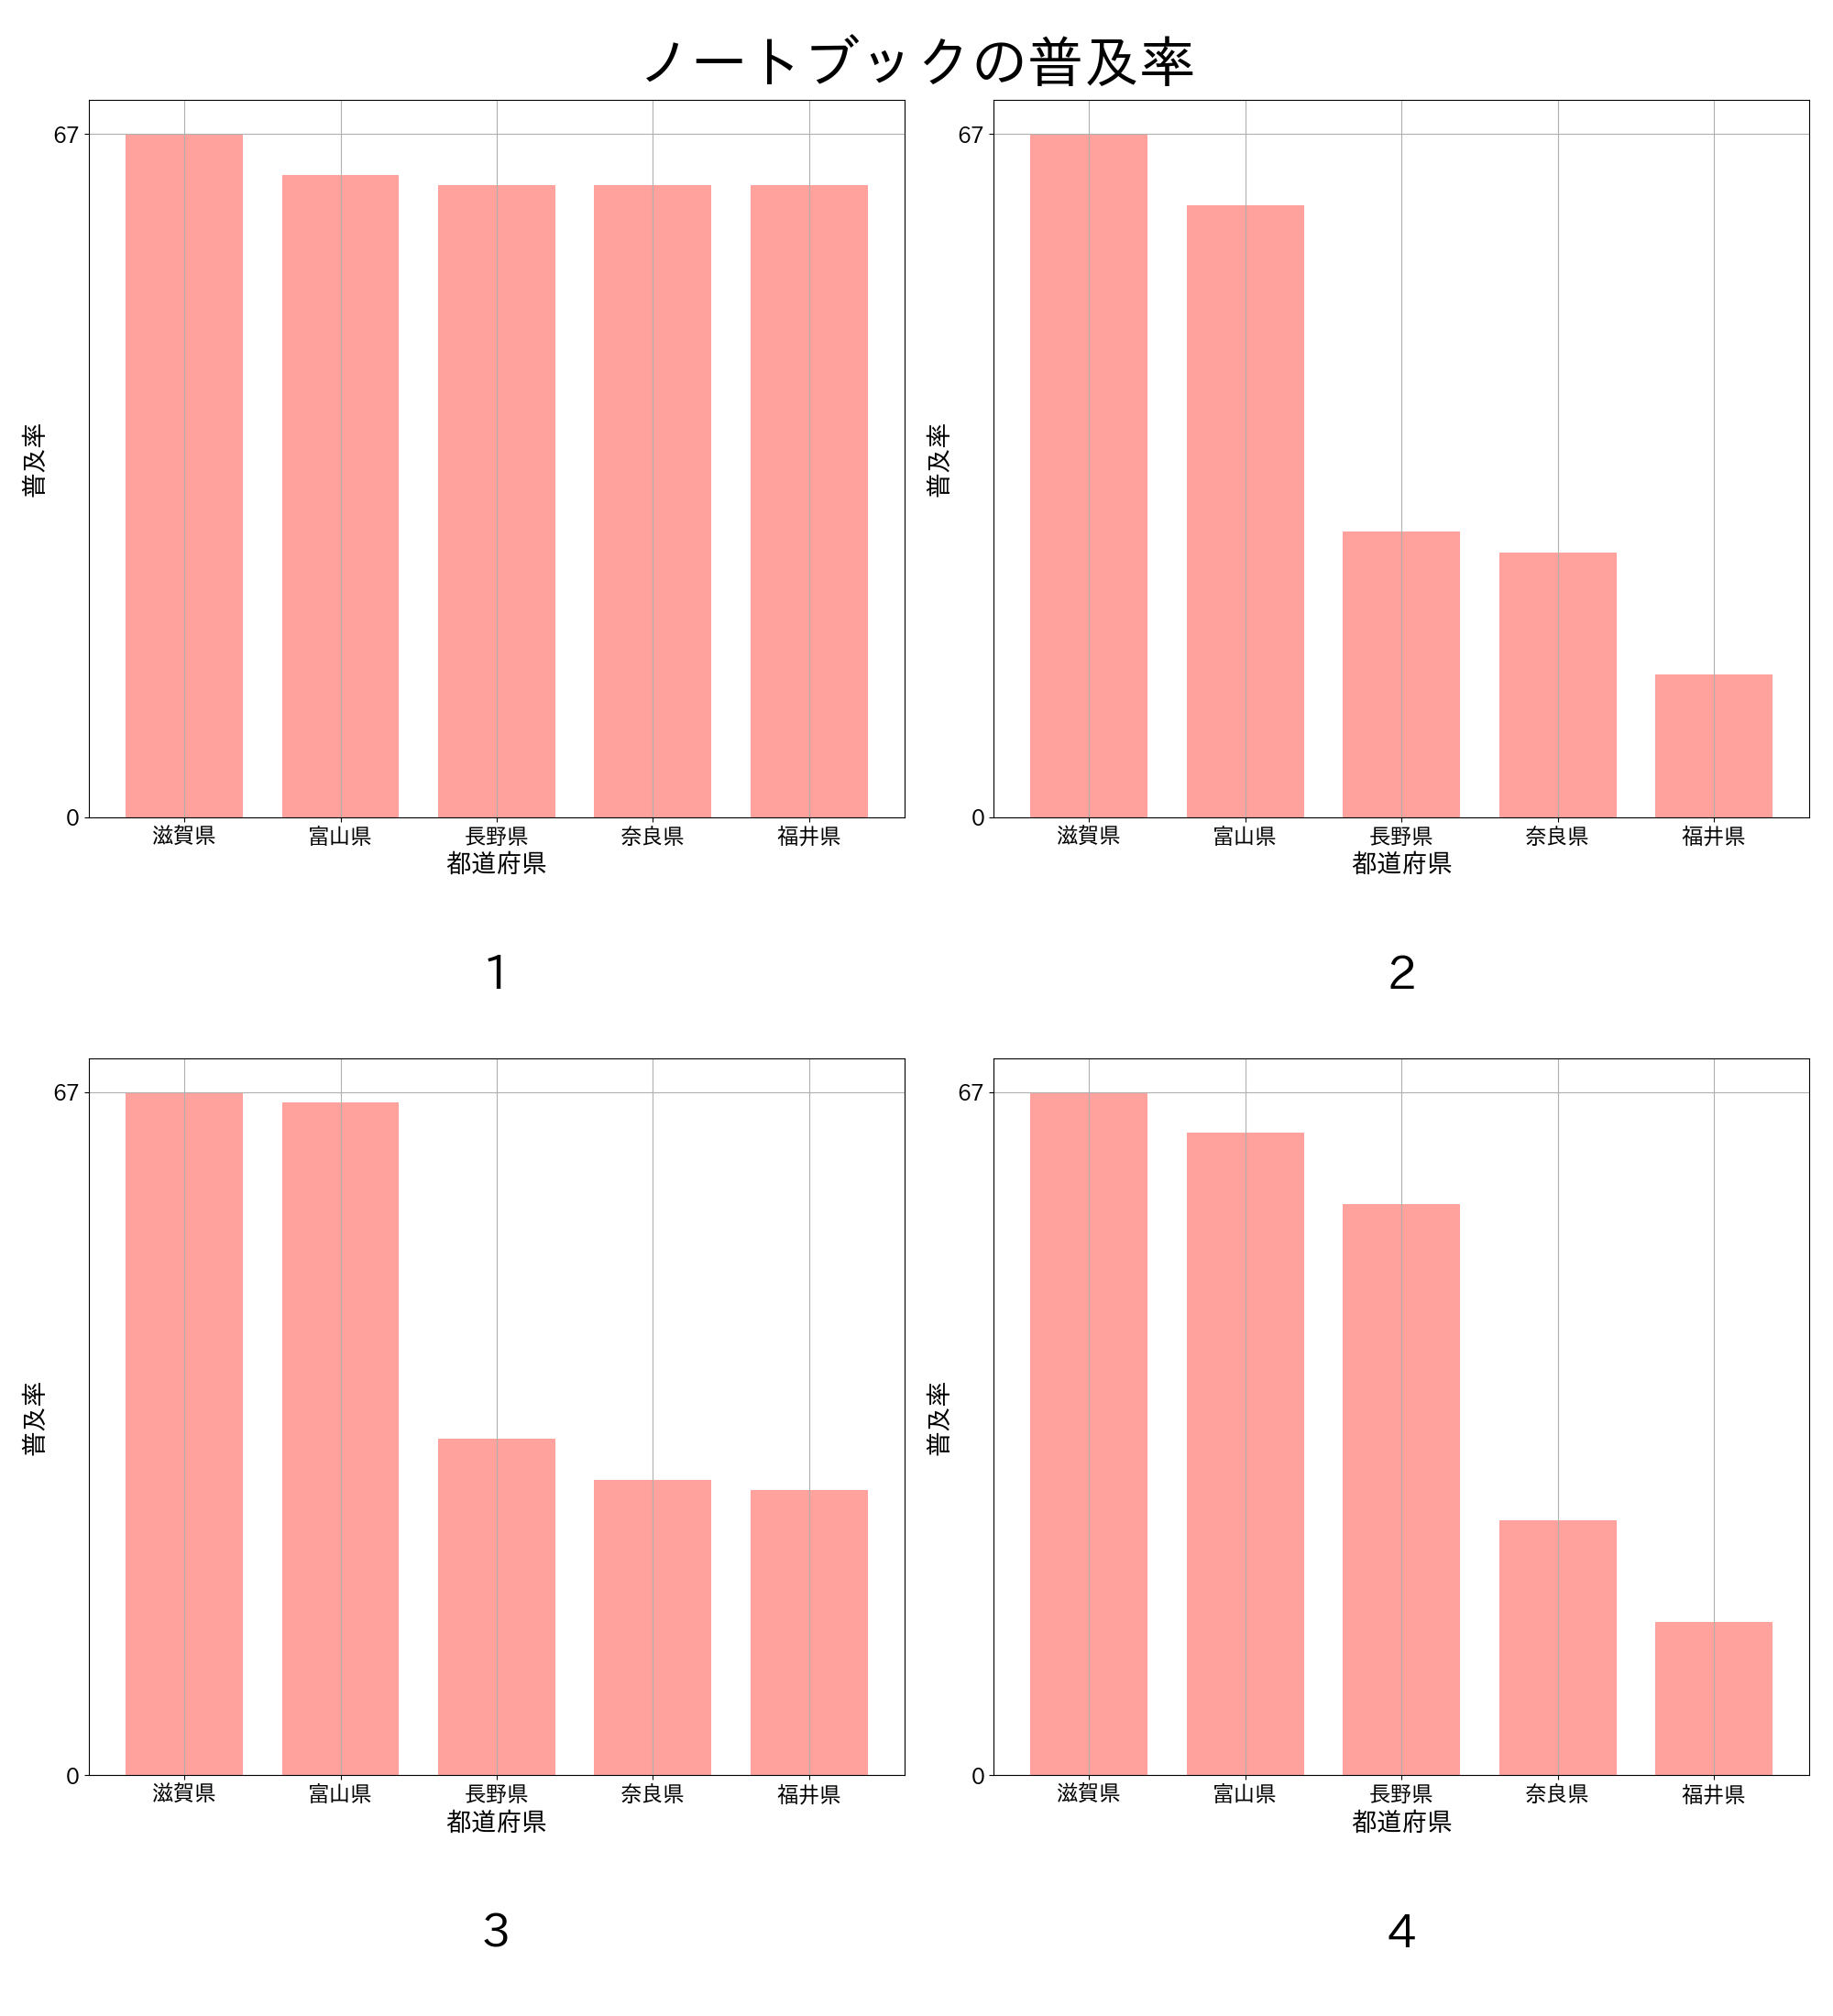 ノートブックの普及率
67
0
普及率
滋賀県 富山県 長野県 奈良県 福井県
都道府県
1
67
0
普及率
滋賀県 富山県 長野県 奈良県 福井県
都道府県
2
67
0
普及率
滋賀県 富山県 長野県 奈良県 福井県
都道府県
3
67
0
普及率
滋賀県 富山県 長野県 奈良県 福井県
都道府県
4